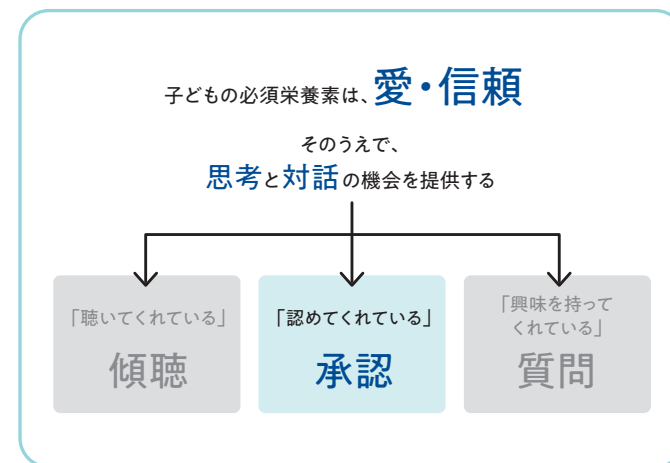 子どもの必須栄養素は、愛・信頼
そのうえで、
思考と対話の機会を提供する
「聴いてくれている」
傾聴
「認めてくれている」
承認
「興味を持って
くれている」
質問